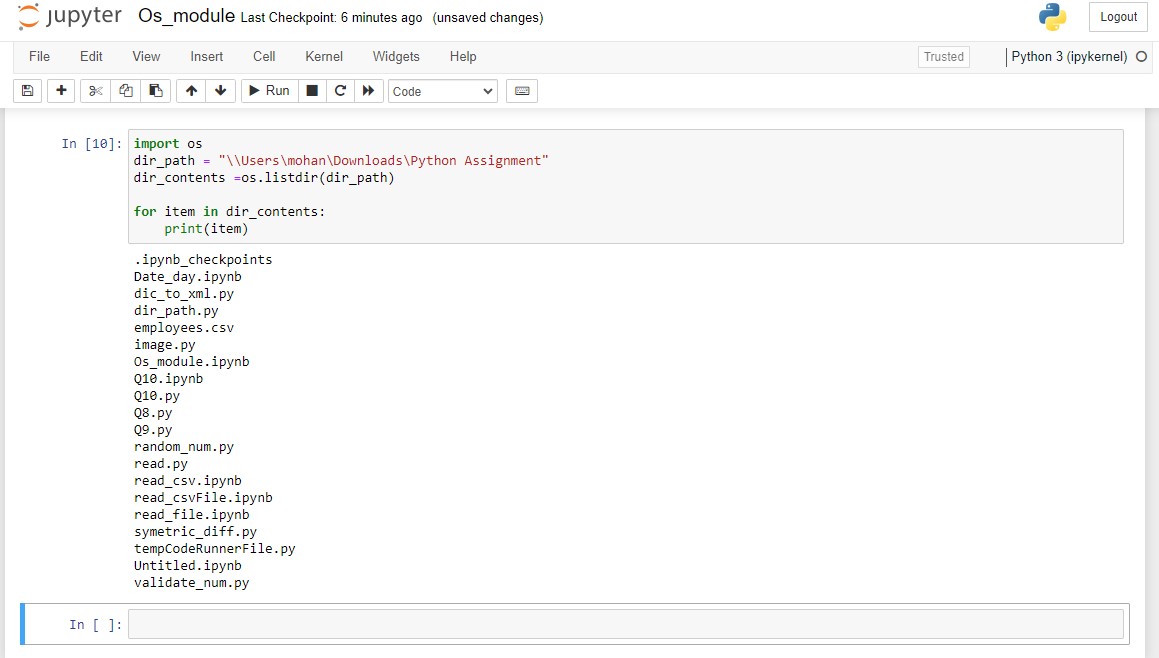 jupyter Os_module Last Checkpoint: 6 minutes ago (unsaved changes) Logout
File Edit View Insert Cell Kernel Widgets Help Trusted Python 3 (ipykernel)
Run Code
In [10]: import os
dir_path = "\\Users\mohan\Downloads\Python Assignment"
dir_contents =os.listdir(dir_path)
for item in dir_contents:
    print(item)
.ipynb_checkpoints
Date_day.ipynb
dic_to_xml.py
dir_path.py
employees.csv
image.py
Os_module.ipynb
Q10.ipynb
Q10.py
Q8.py
Q9.py
random_num.py
read.py
read_csv.ipynb
read_csvFile.ipynb
read_file.ipynb
symetric_diff.py
tempCodeRunnerFile.py
Untitled.ipynb
validate_num.py
In [ ]: